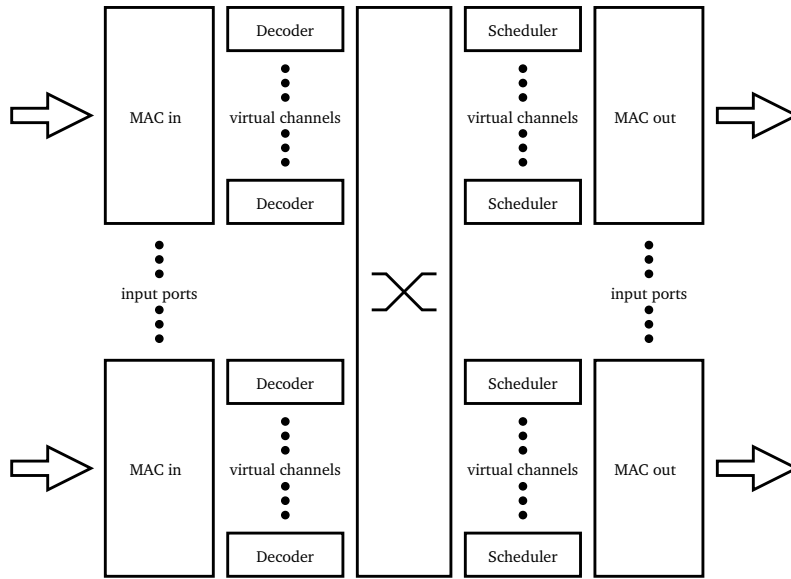 Decoder
Scheduler
MAC in
virtual channels
virtual channels
MAC out
Decoder
Scheduler
input ports
input ports
Decoder
Scheduler
MAC in
virtual channels
virtual channels
MAC out
Decoder
Scheduler